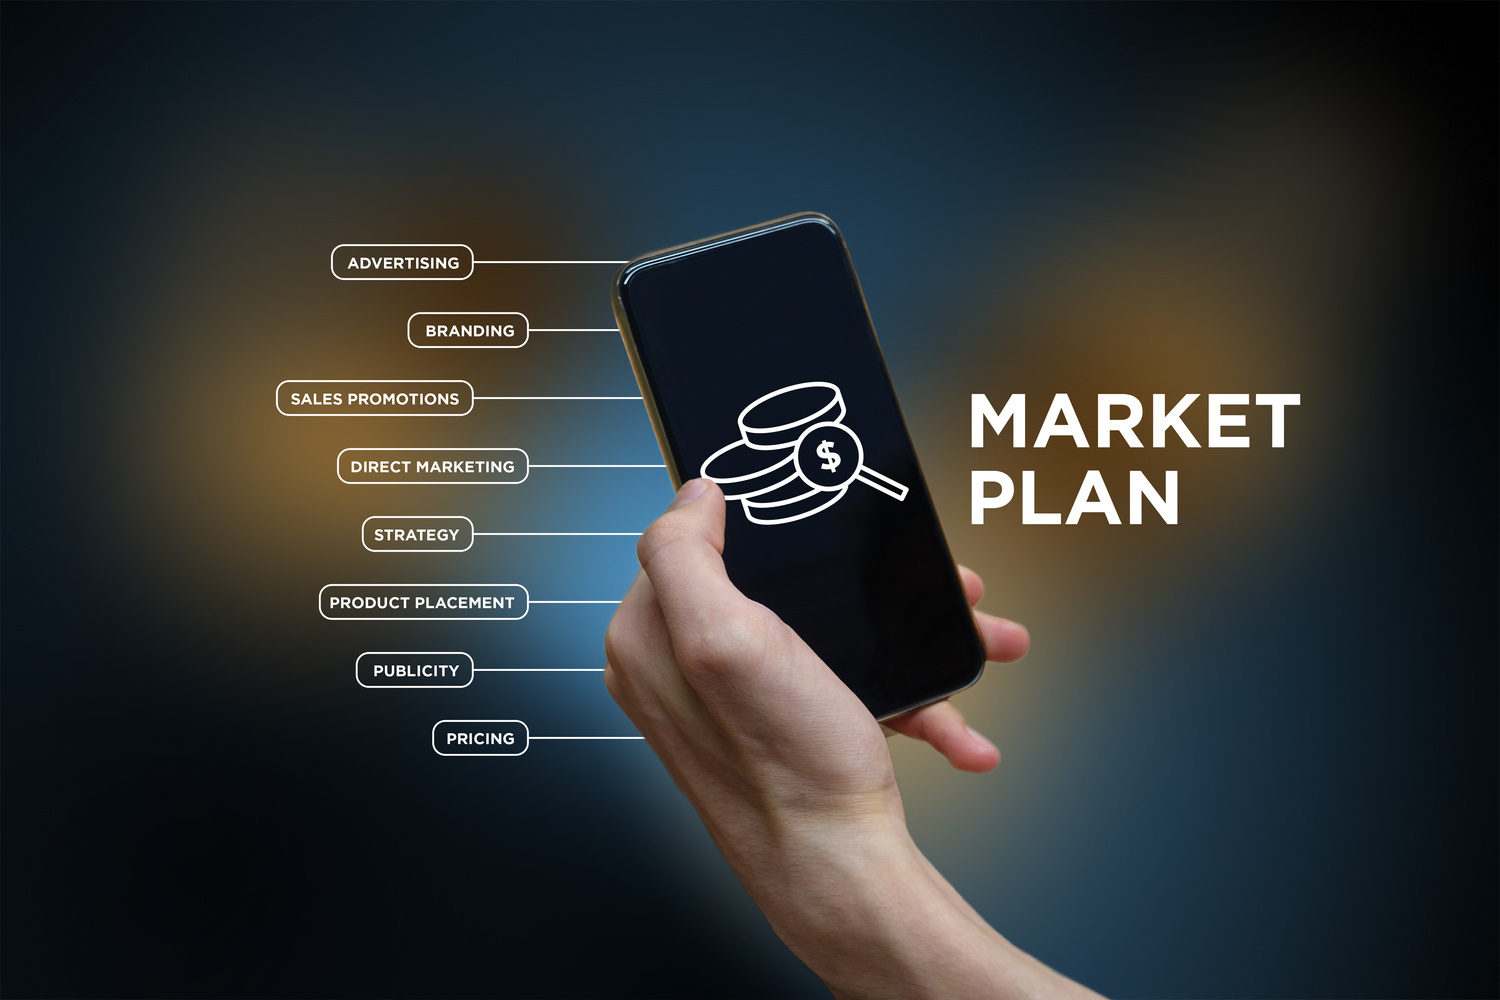 ADVERTISING
BRANDING
SALES PROMOTIONS
DIRECT MARKETING
STRATEGY
PRODUCT PLACEMENT
PUBLICITY
PRICING
$
MARKET
PLAN